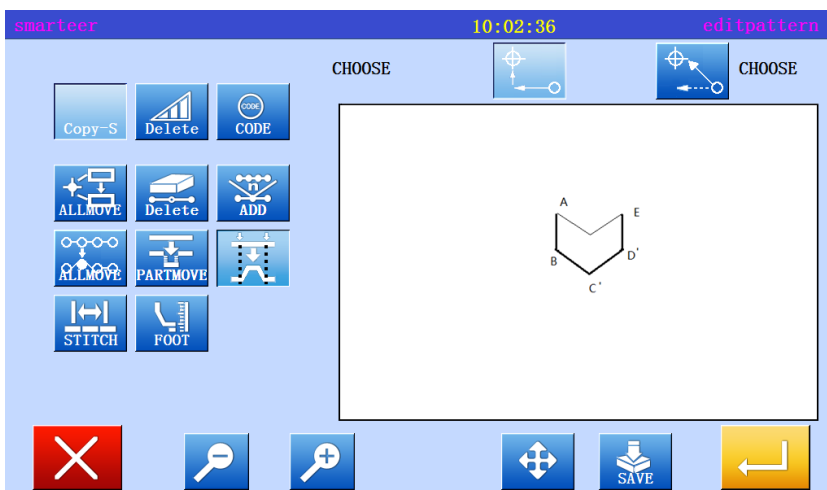 smarteer 10:02:36 editpattern
CHOOSE CHOOSE
Copy-S Delete CODE CODE
ALLMOVE Delete n ADD
ALLMOVE PARTMOVE
STITCH FOOT
A E
B D'
C'
SAVE